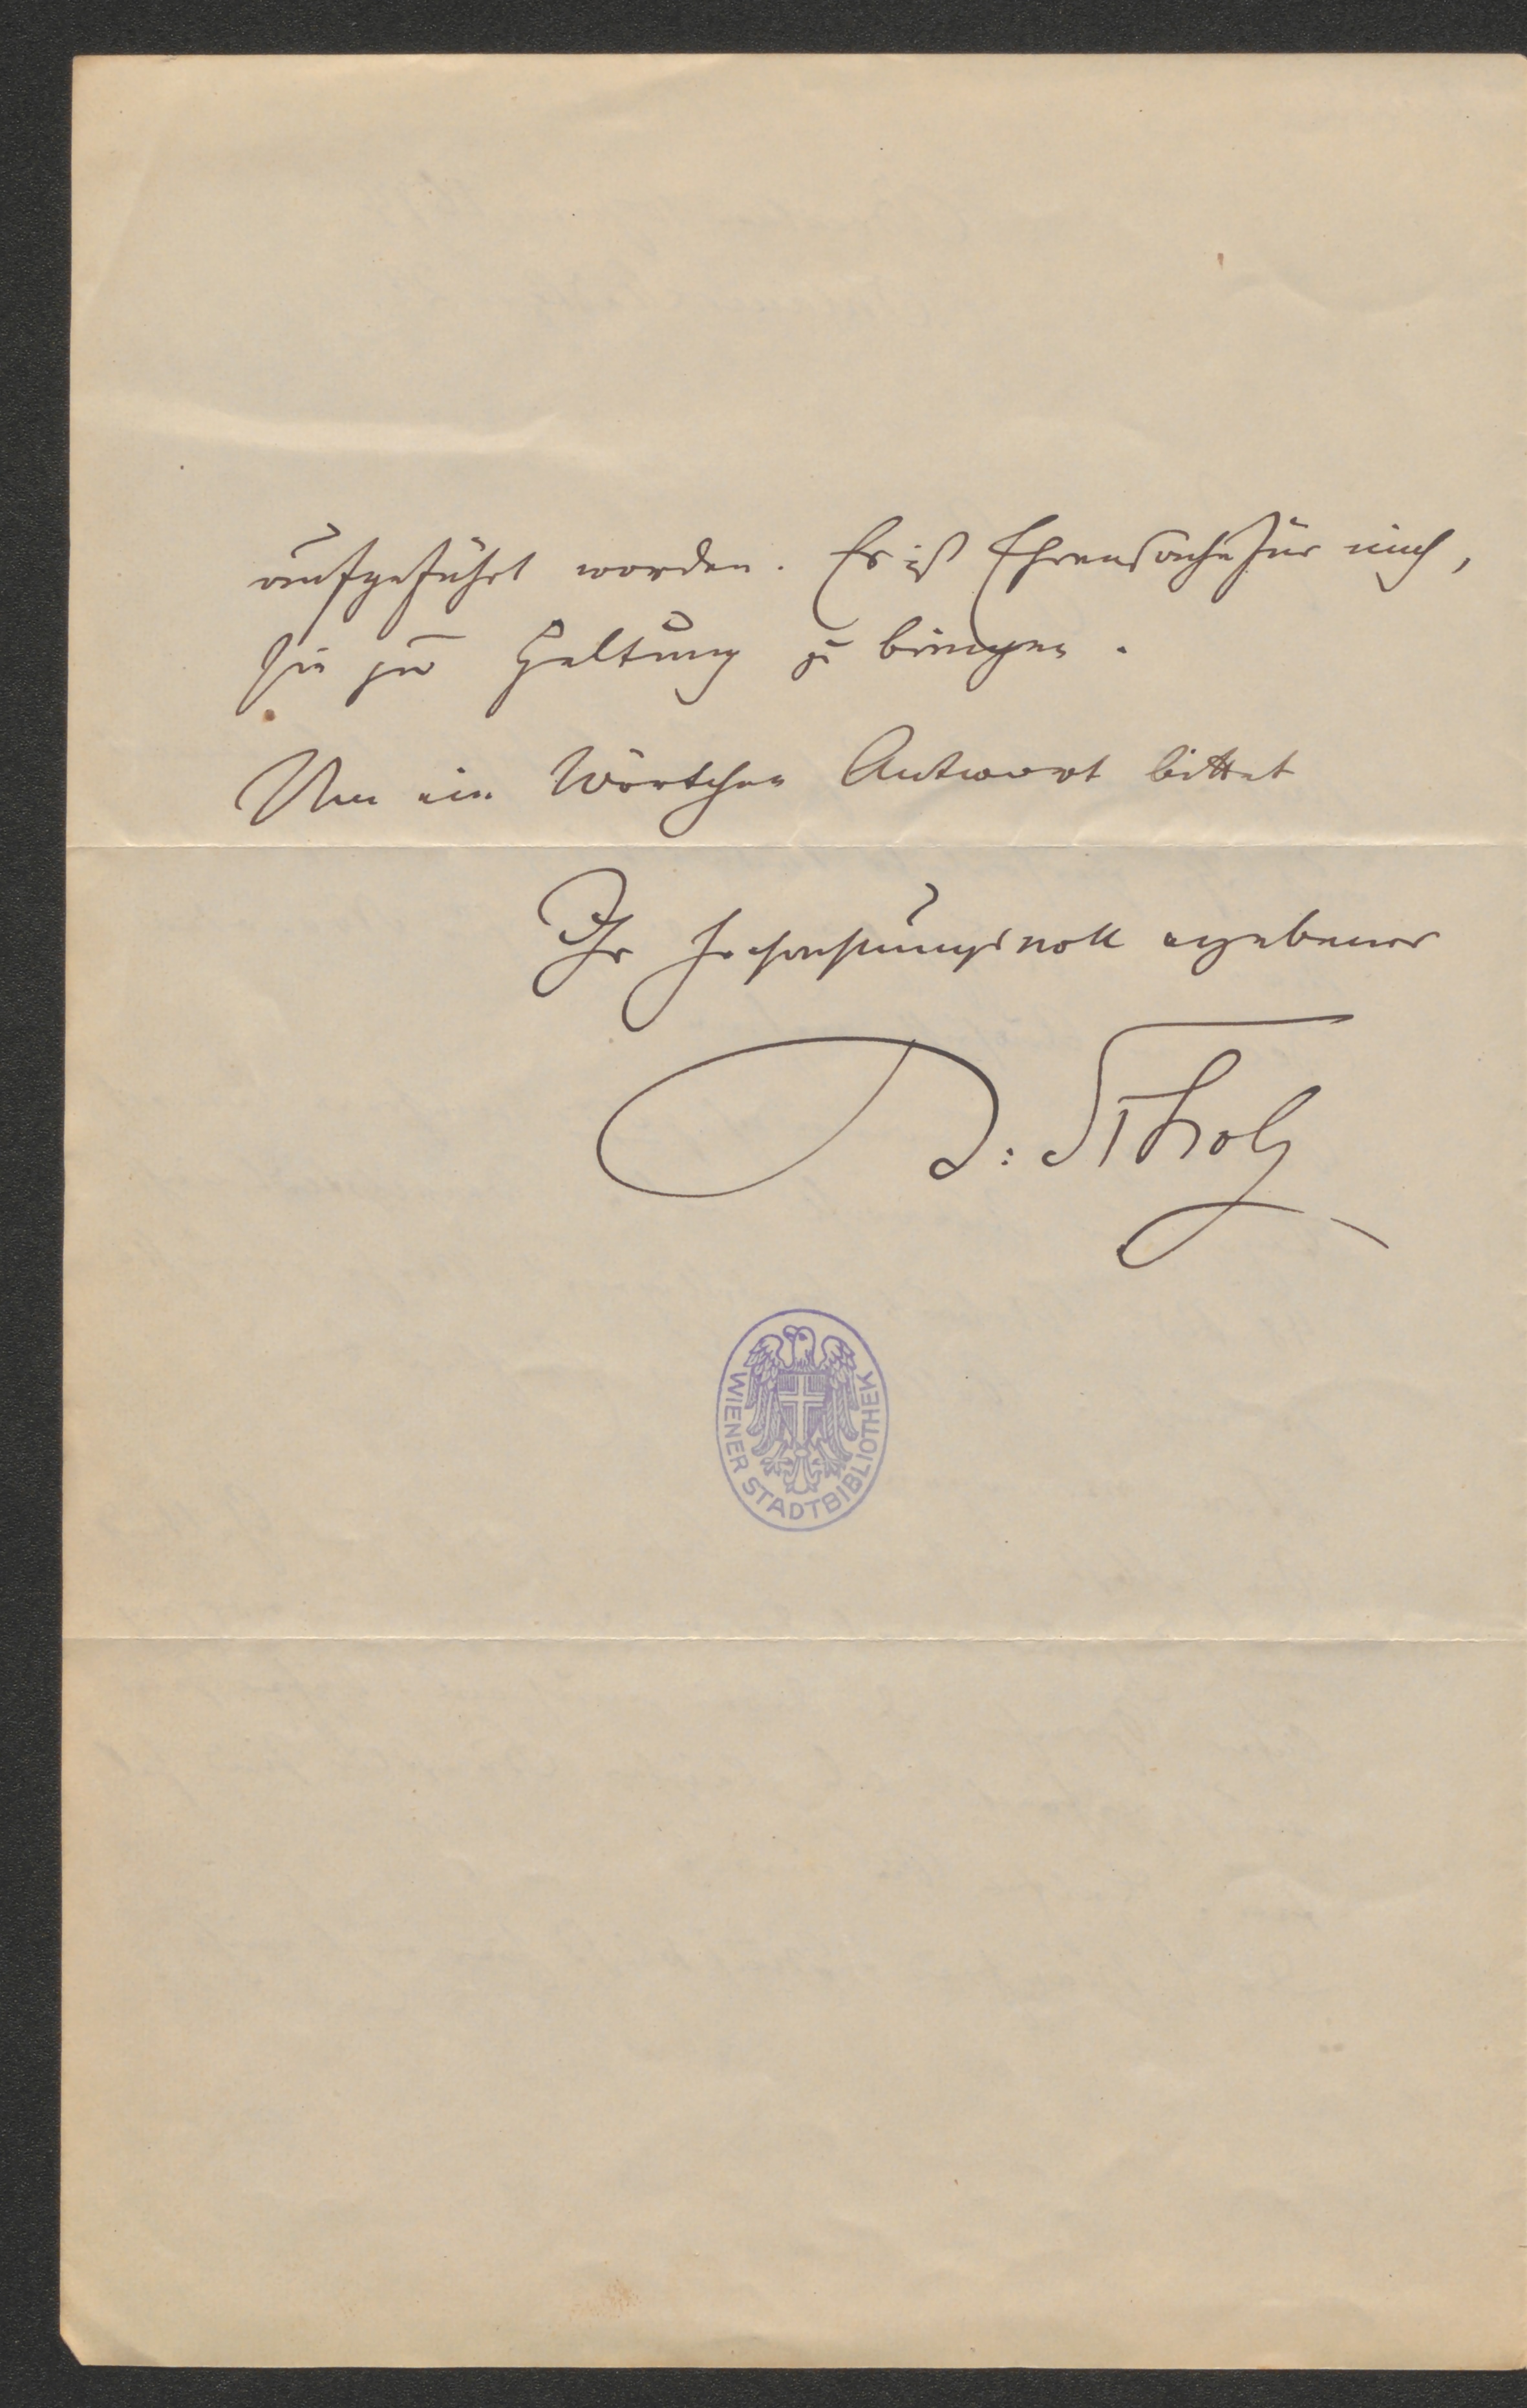 aufgeführt worden. Es ist Ehrensache für mich,
sie zur Geltung zu bringen.
Um ein Wörtchen Antwort bittet
Ihr hochachtungsvoll ergebener
D:
WIENER STADTBIBLIOTHEK